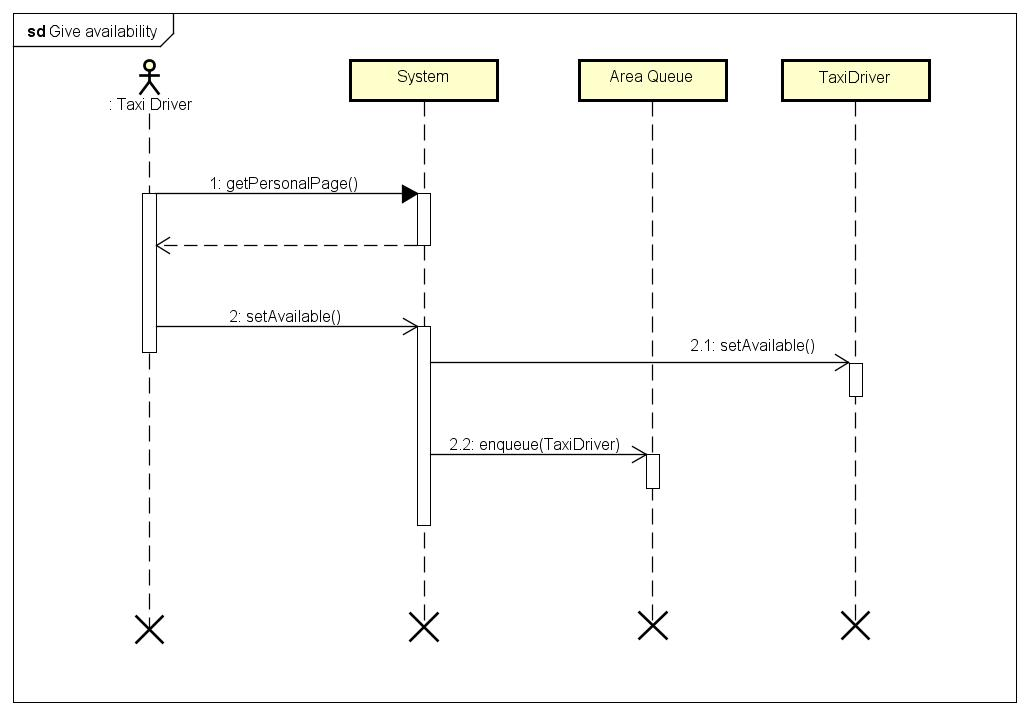 sd Give availability
: Taxi Driver
System
Area Queue
TaxiDriver
1: getPersonalPage()
2: setAvailable()
2.1: setAvailable()
2.2: enqueue(TaxiDriver)